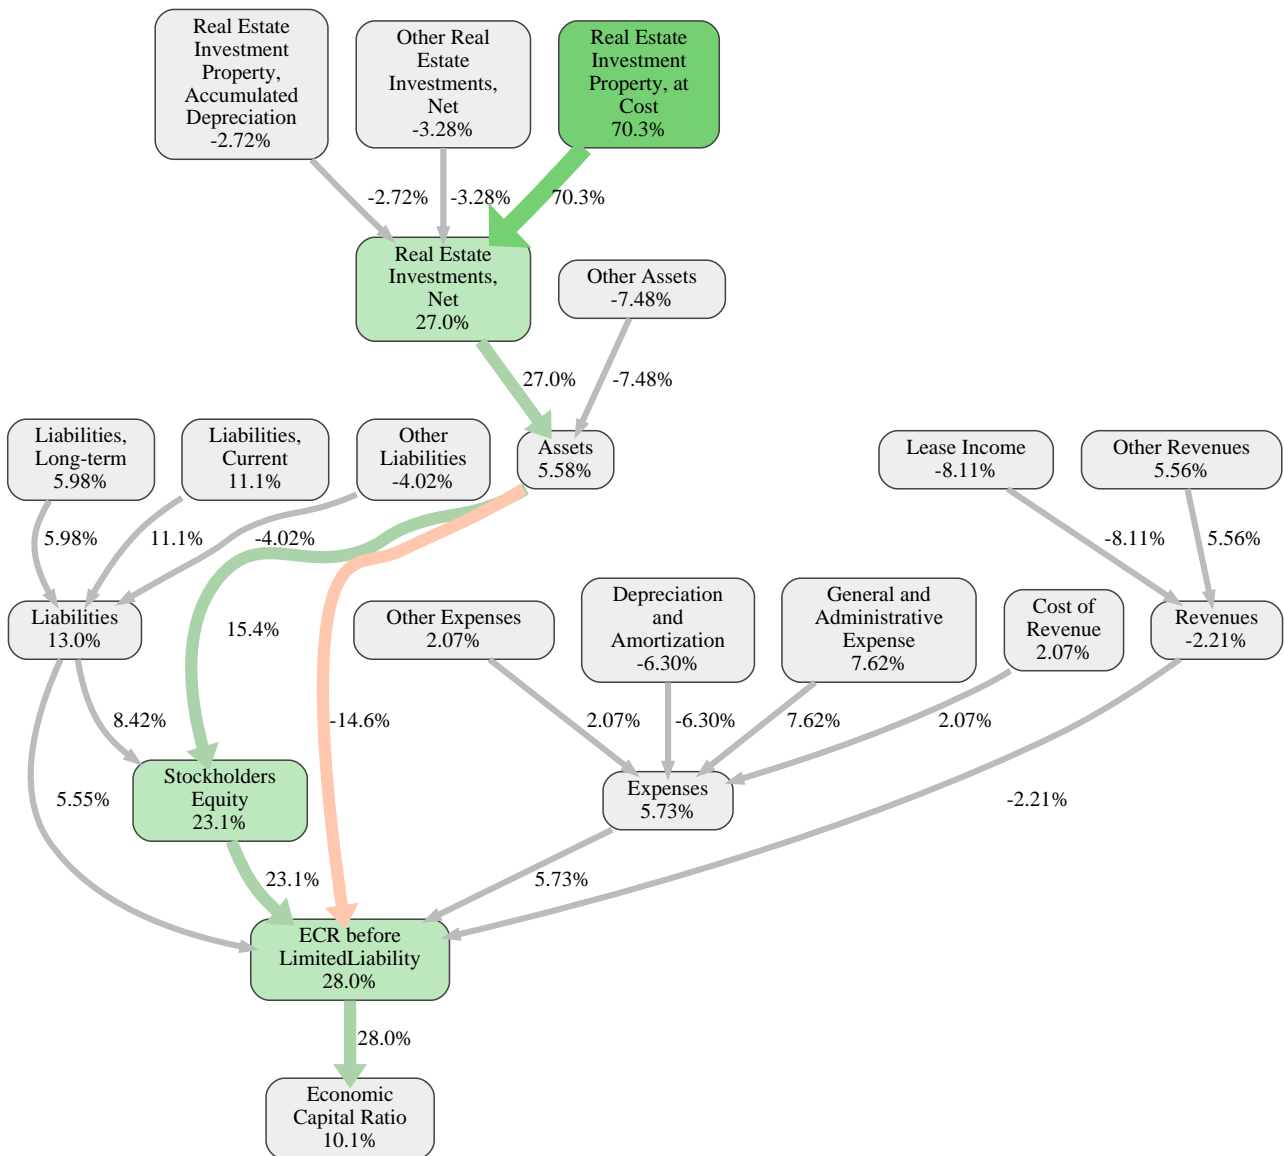 Real Estate
Investment
Property,
Accumulated
Depreciation
-2.72%
Other Real
Estate
Investments,
Net
-3.28%
Real Estate
Investment
Property, at
Cost
70.3%
-2.72%
-3.28%
70.3%
Real Estate
Investments,
Net
27.0%
Other Assets
-7.48%
27.0%
-7.48%
Liabilities,
Long-term
5.98%
Liabilities,
Current
11.1%
Other
Liabilities
-4.02%
Assets
5.58%
Lease Income
-8.11%
Other Revenues
5.56%
5.98%
11.1%
-4.02%
-8.11%
5.56%
Liabilities
13.0%
15.4%
Other Expenses
2.07%
Depreciation
and
Amortization
-6.30%
General and
Administrative
Expense
7.62%
Cost of
Revenue
2.07%
Revenues
-2.21%
8.42%
-14.6%
2.07%
-6.30%
7.62%
2.07%
Stockholders
Equity
23.1%
Expenses
5.73%
5.55%
-2.21%
23.1%
5.73%
ECR before
LimitedLiability
28.0%
28.0%
Economic
Capital Ratio
10.1%